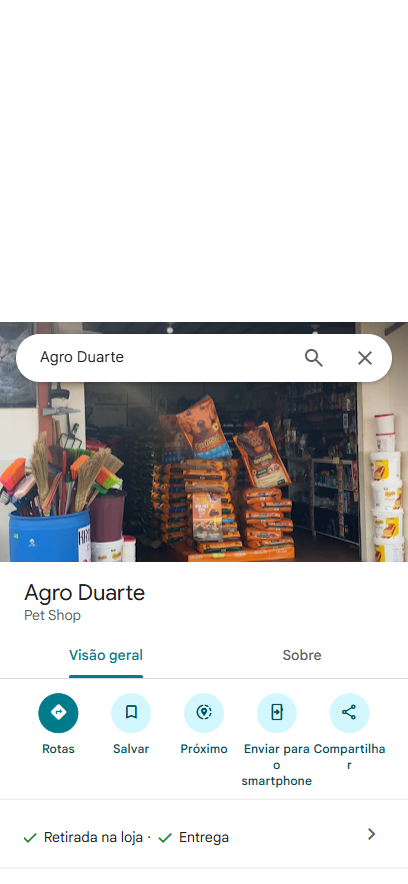 Agro Duarte
Agro Duarte
Pet Shop
Visão geral
Sobre
Rotas
Salvar
Próximo
Enviar para
o
smartphone
Compartilha
r
Retirada na loja · Entrega